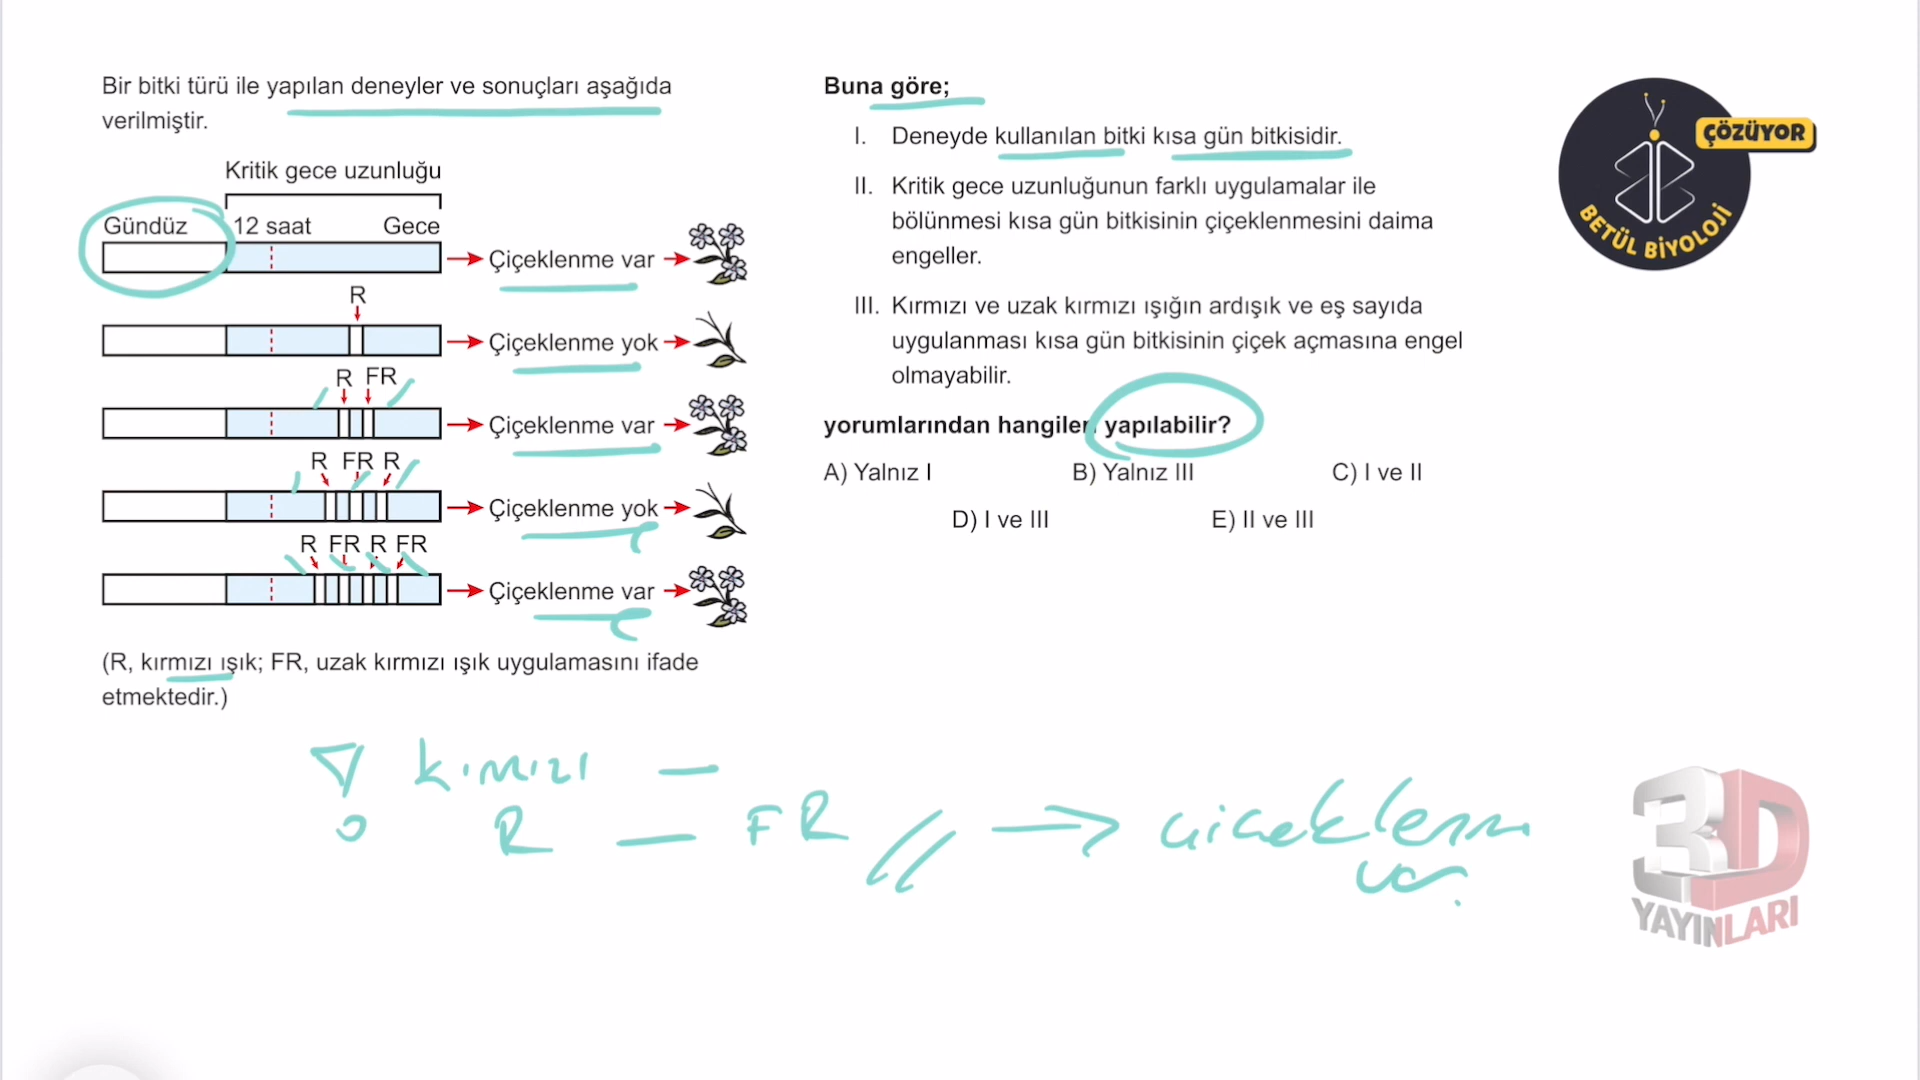 Bir bitki türü ile yapılan deneyler ve sonuçları aşağıda
verilmiştir.
Kritik gece uzunluğu
Gündüz 12 saat Gece
Çiçeklenme var
R
Çiçeklenme yok
R FR
Çiçeklenme var
R FR R
Çiçeklenme yok
R FR R FR
Çiçeklenme var
(R, kırmızı ışık; FR, uzak kırmızı ışık uygulamasını ifade
etmektedir.)
Buna göre;
I. Deneyde kullanılan bitki kısa gün bitkisidir.
II. Kritik gece uzunluğunun farklı uygulamalar ile
bölünmesi kısa gün bitkisinin çiçeklenmesini daima
engeller.
III. Kırmızı ve uzak kırmızı ışığın ardışık ve eş sayıda
uygulanması kısa gün bitkisinin çiçek açmasına engel
olmayabilir.
yorumlarından hangileri yapılabilir?
A) Yalnız I B) Yalnız III C) I ve II
D) I ve III E) II ve III
ÇÖZÜYOR
BETÜL BİYOLOJİ
kımızı —
R — FR
var.
3D
YAYINLARI